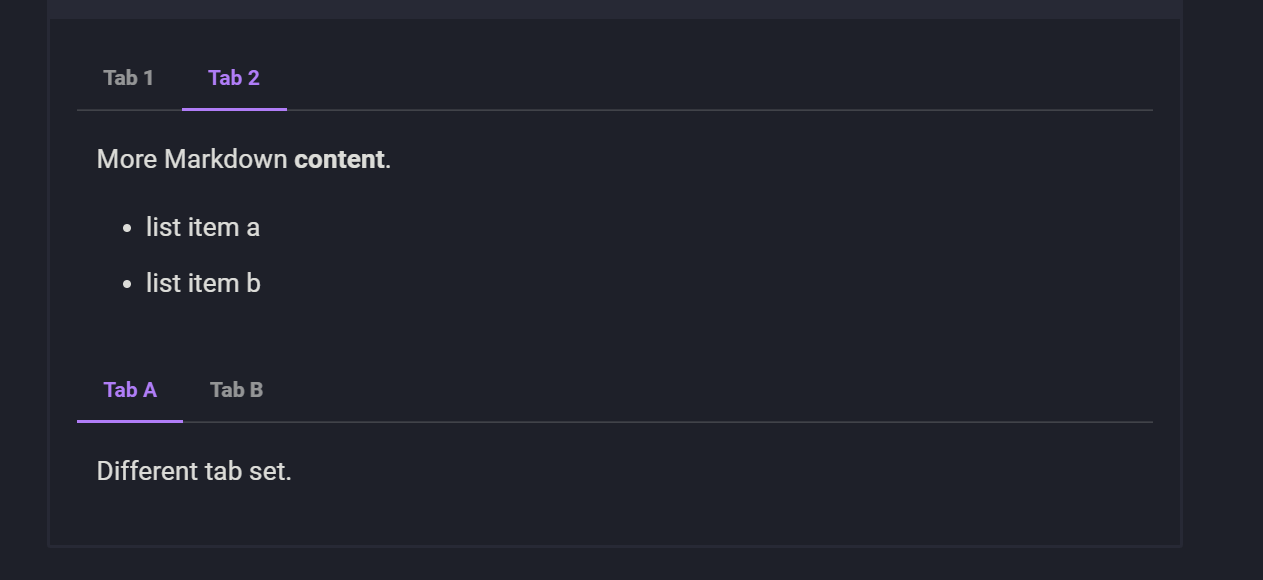 Tab 1 Tab 2
More Markdown content.
list item a
list item b
Tab A Tab B
Different tab set.